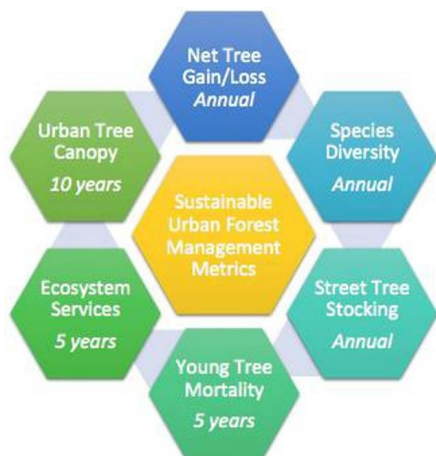 Net Tree
Gain/Loss
Annual
Species
Diversity
Annual
Street Tree
Stocking
Annual
Young Tree
Mortality
5 years
Ecosystem
Services
5 years
Urban Tree
Canopy
10 years
Sustainable
Urban Forest
Management
Metrics